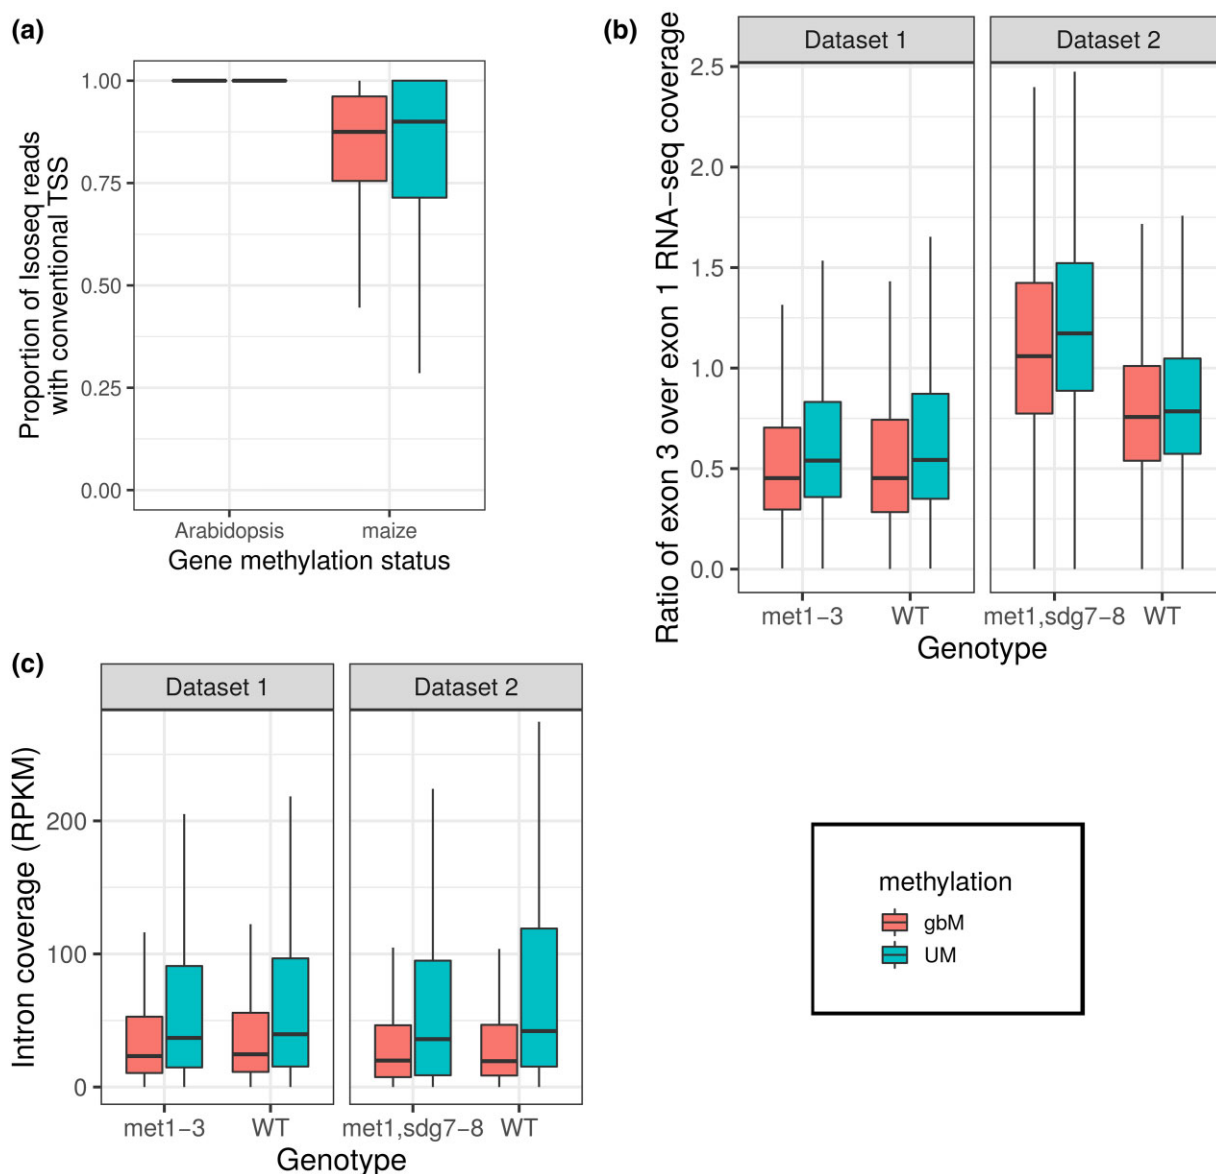 (a)
Proportion of Isoseq reads
with conventional TSS
1.00
0.75
0.50
0.25
0.00
Arabidopsis maize
Gene methylation status
(b)
Ratio of exon 3 over exon 1 RNA-seq coverage
Dataset 1 Dataset 2
2.5
2.0
1.5
1.0
0.5
0.0
met1-3 WT met1,sdg7-8 WT
Genotype
(c)
Intron coverage (RPKM)
Dataset 1 Dataset 2
200
100
0
met1-3 WT met1,sdg7-8 WT
Genotype
methylation
gbM
UM